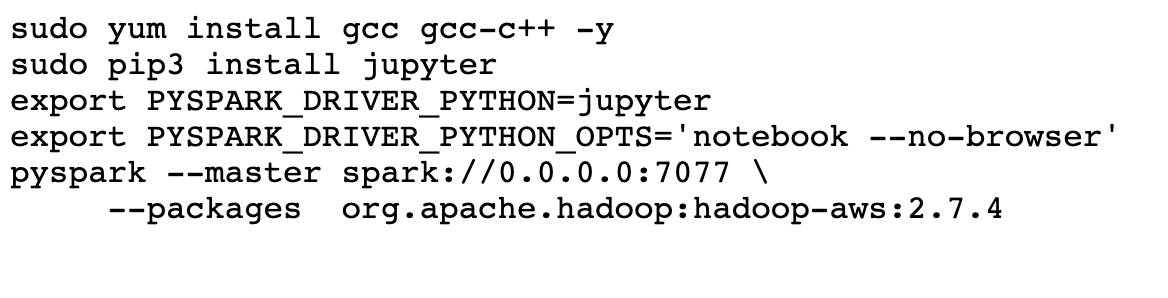 sudo yum install gcc gcc-c++ -y
sudo pip3 install jupyter
export PYSPARK_DRIVER_PYTHON=jupyter
export PYSPARK_DRIVER_PYTHON_OPTS='notebook --no-browser'
pyspark --master spark://0.0.0.0:7077 \
      --packages  org.apache.hadoop:hadoop-aws:2.7.4